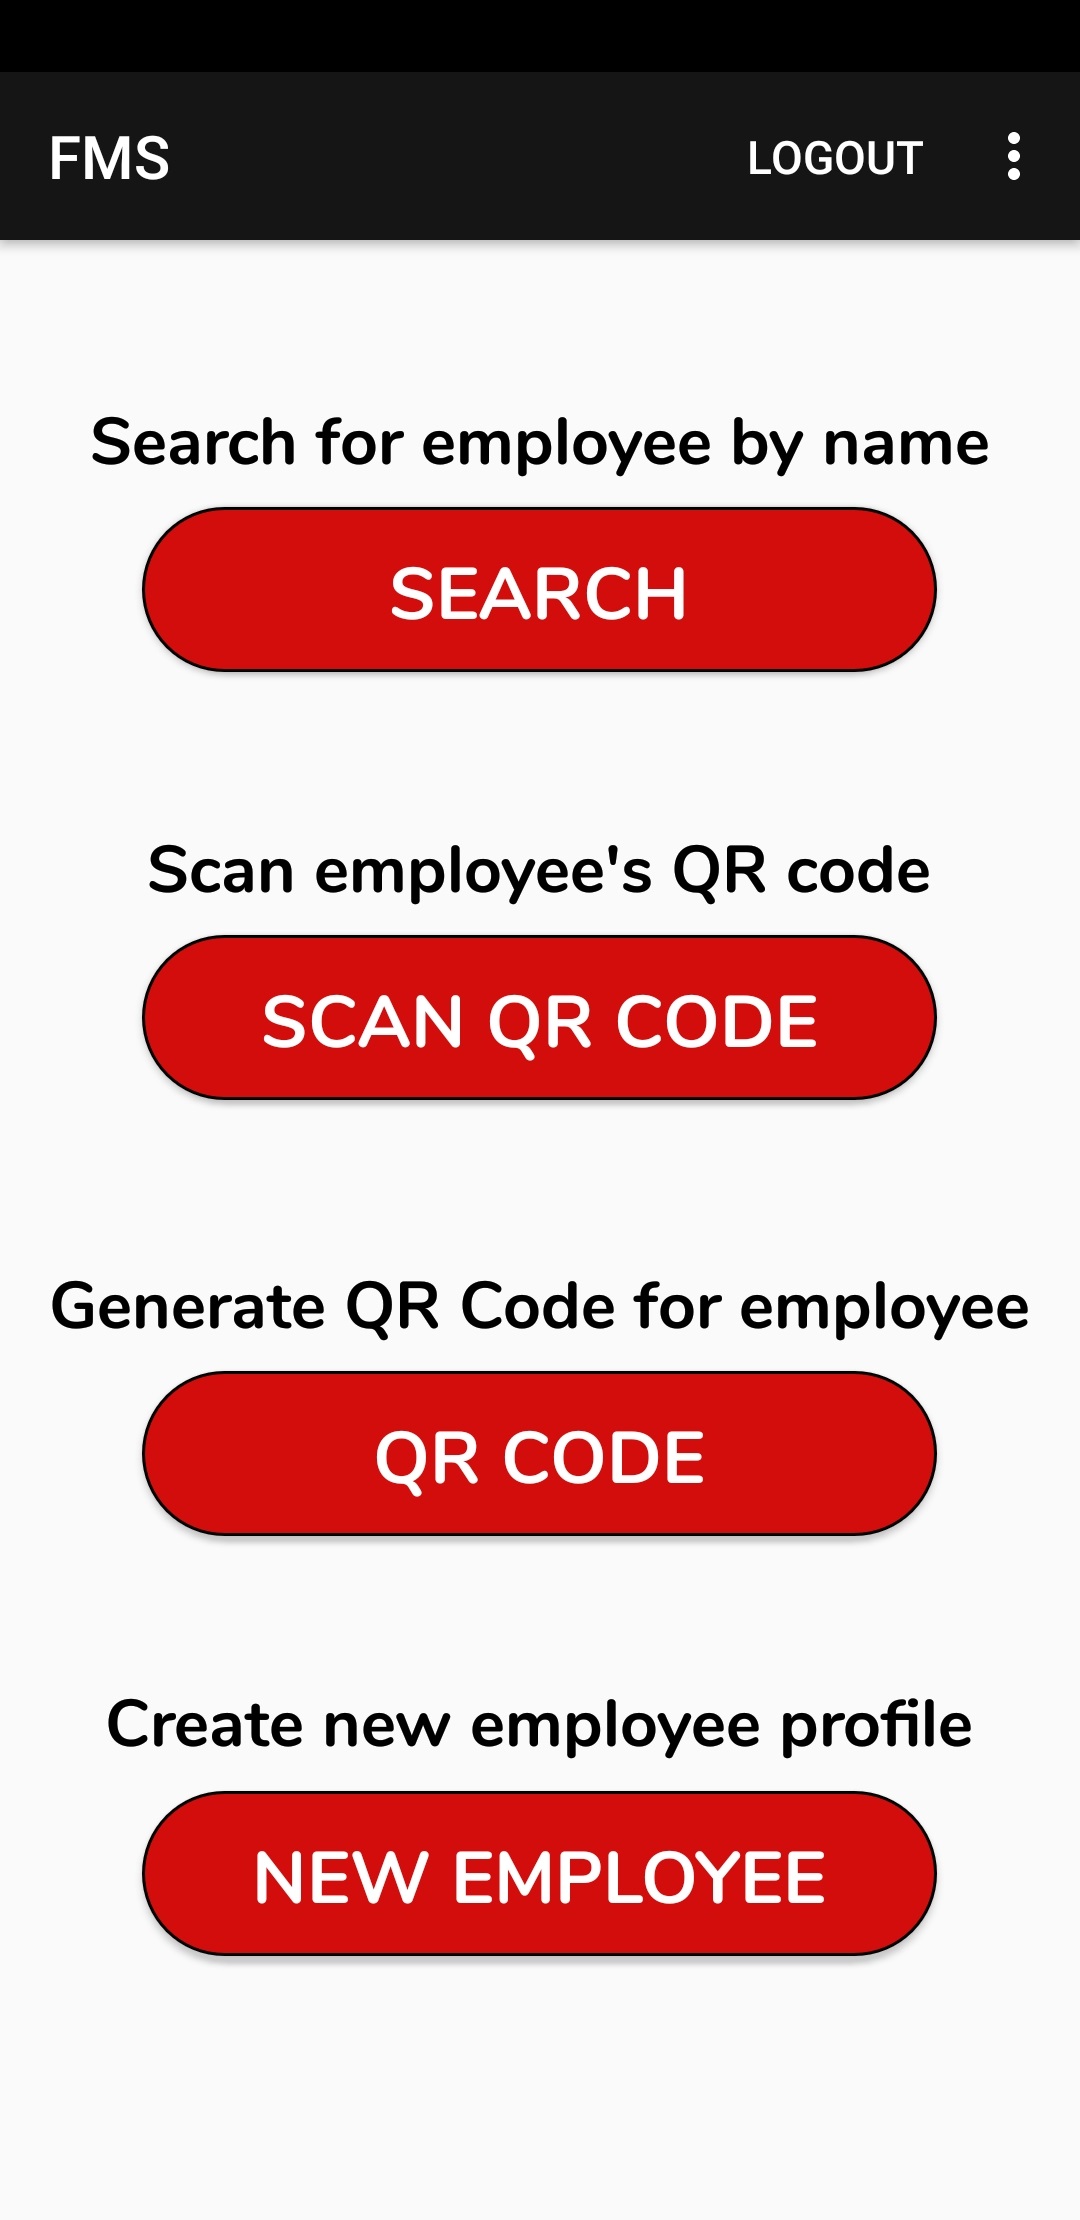 FMS
LOGOUT
Search for employee by name
SEARCH
Scan employee's QR code
SCAN QR CODE
Generate QR Code for employee
QR CODE
Create new employee profile
NEW EMPLOYEE